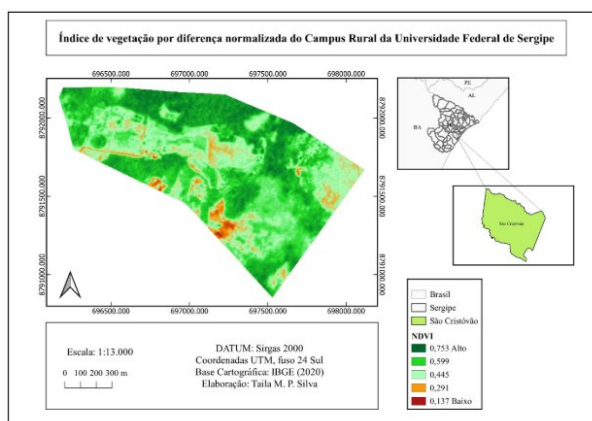 Índice de vegetação por diferença normalizada do Campus Rural da Universidade Federal de Sergipe
696500.000 697000.000 697500.000 698000.000
8792000.000 8792000.000
8791500.000 8791500.000
8791000.000 8791000.000
696500.000 697000.000 697500.000 698000.000
PE
AL
BA
São Cristóvão
Brasil
Sergipe
São Cristóvão
NDVI
0,753 Alto
0,599
0,445
0,291
0,137 Baixo
Escala: 1:13.000
0 100 200 300 m
DATUM: Sirgas 2000
Coordenadas UTM, fuso 24 Sul
Base Cartográfica: IBGE (2020)
Elaboração: Taila M. P. Silva